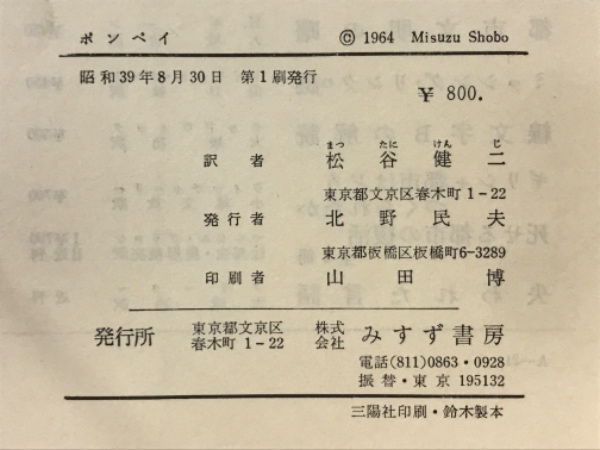 ポンペイ © 1964 Misuzu Shobo
昭和39年8月30日 第1刷発行
¥ 800.
まつ たに けん じ
訳者 松谷健二
東京都文京区春木町 1-22
発行者 北野民夫
東京都板橋区板橋町6-3289
印刷者 山田博
発行所 東京都文京区 株式 みすず書房
春木町 1-22 会社
電話(811)0863・0928
振替・東京 195132
三陽社印刷・鈴木製本